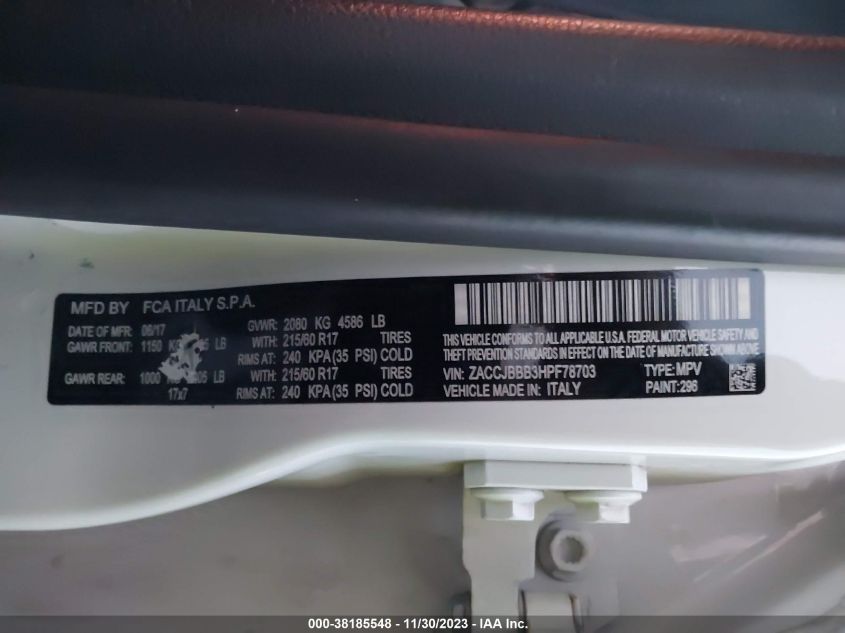 MFD BY FCA ITALY S.P.A.
DATE OF MFR: 06/17 GVWR: 2080 KG 4586 LB
GAWR FRONT: 1150 LB WITH: 215/60 R17 TIRES
RIMS AT: 240 KPA (35 PSI) COLD
GAWR REAR: 1000 LB WITH: 215/60 R17 TIRES
17x7 RIMS AT: 240 KPA (35 PSI) COLD
THIS VEHICLE CONFORMS TO ALL APPLICABLE U.S.A. FEDERAL MOTOR VEHICLE SAFETY AND
THEFT PREVENTION STANDARDS IN EFFECT ON THE DATE OF MANUFACTURE SHOWN ABOVE.
VIN: ZACCJBBB3HPF78703 TYPE: MPV
VEHICLE MADE IN: ITALY PAINT: 296
000-38185548 - 11/30/2023 - IAA Inc.